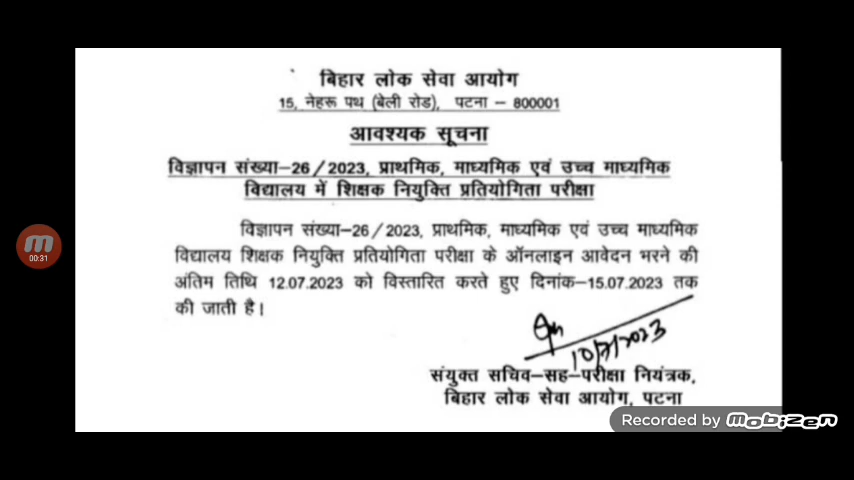 बिहार लोक सेवा आयोग
15, नेहरू पथ (बेली रोड), पटना – 800001
आवश्यक सूचना
विज्ञापन संख्या–26/2023, प्राथमिक, माध्यमिक एवं उच्च माध्यमिक
विद्यालय में शिक्षक नियुक्ति प्रतियोगिता परीक्षा
विज्ञापन संख्या–26/2023, प्राथमिक, माध्यमिक एवं उच्च माध्यमिक
विद्यालय शिक्षक नियुक्ति प्रतियोगिता परीक्षा के ऑनलाइन आवेदन भरने की
अंतिम तिथि 12.07.2023 को विस्तारित करते हुए दिनांक–15.07.2023 तक
की जाती है।
10/7/2023
संयुक्त सचिव–सह–परीक्षा नियंत्रक,
बिहार लोक सेवा आयोग, पटना
00:31
Recorded by mobizen